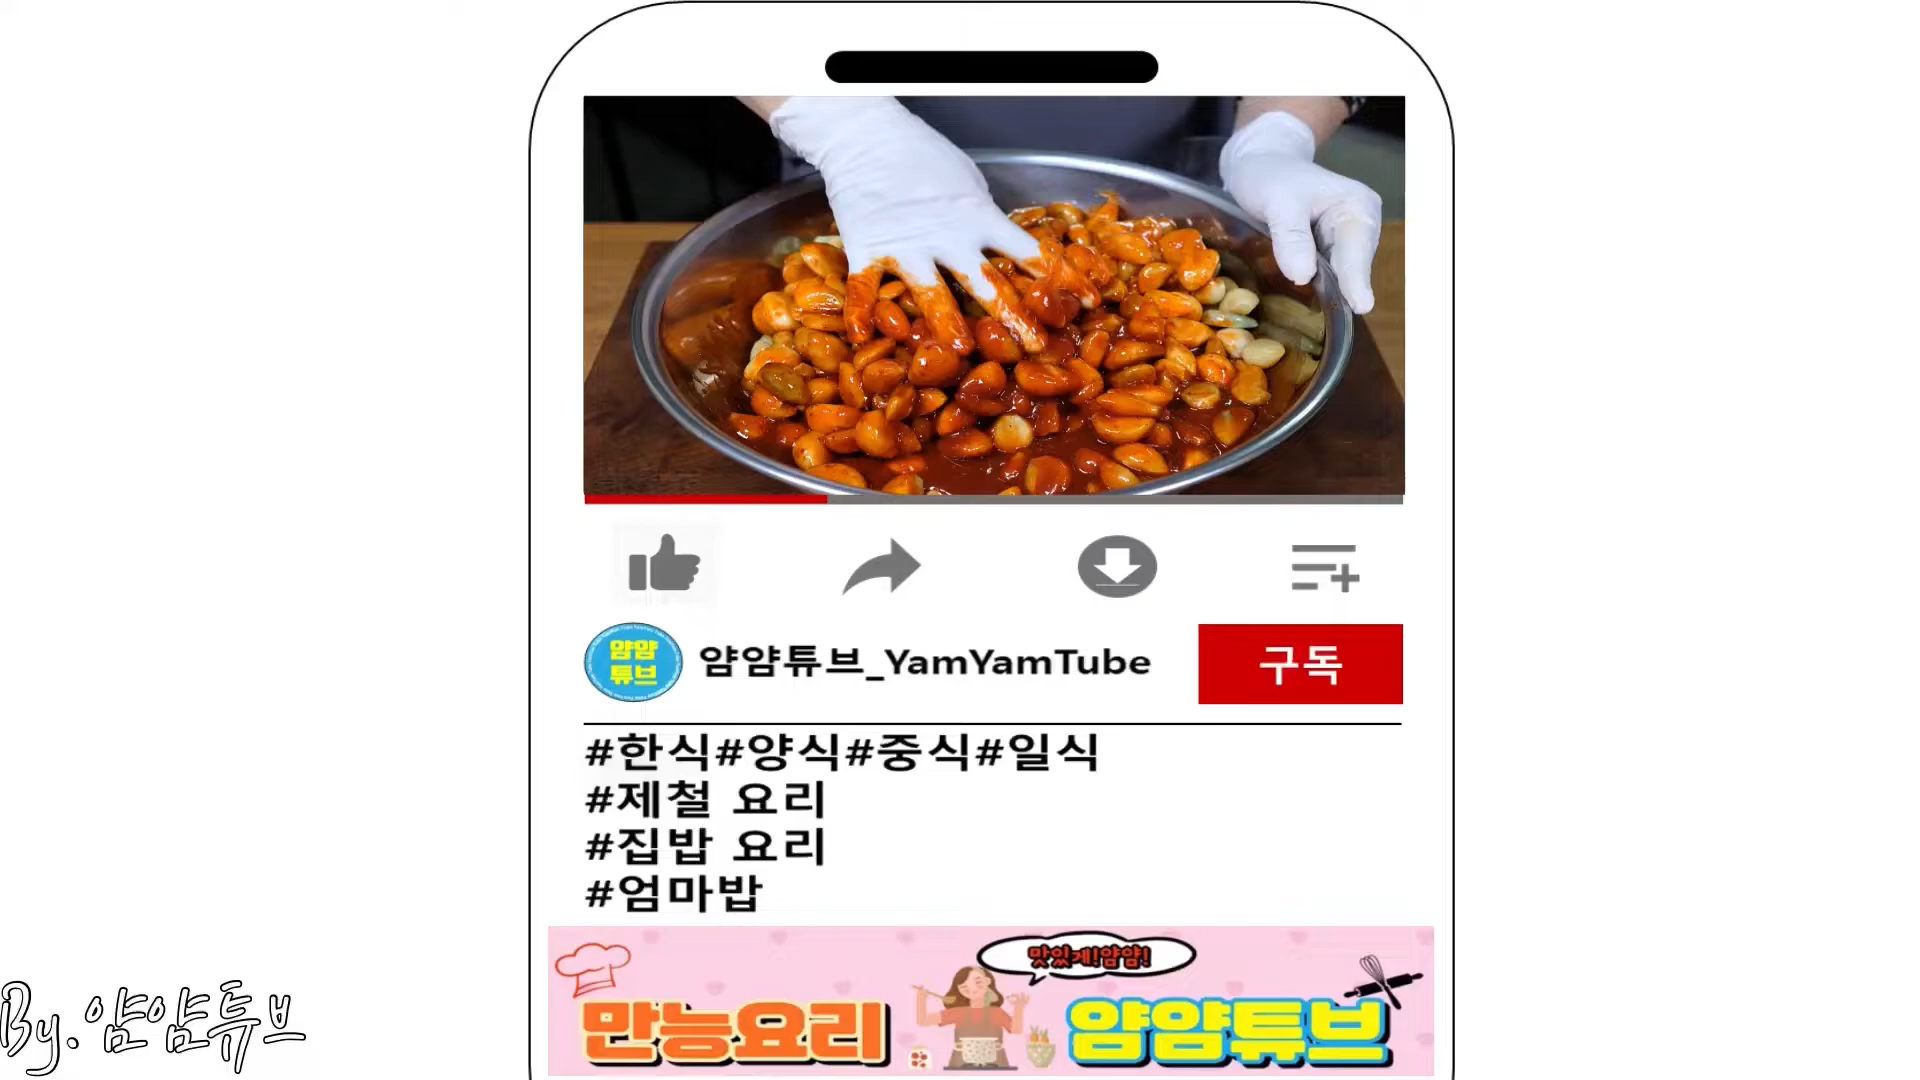 얌얌
튜브
얌얌튜브_YamYamTube
구독
#한식#양식#중식#일식
#제철 요리
#집밥 요리
#엄마밥
맛있게!얌얌!
만능요리
얌얌튜브
By. 얌얌튜브